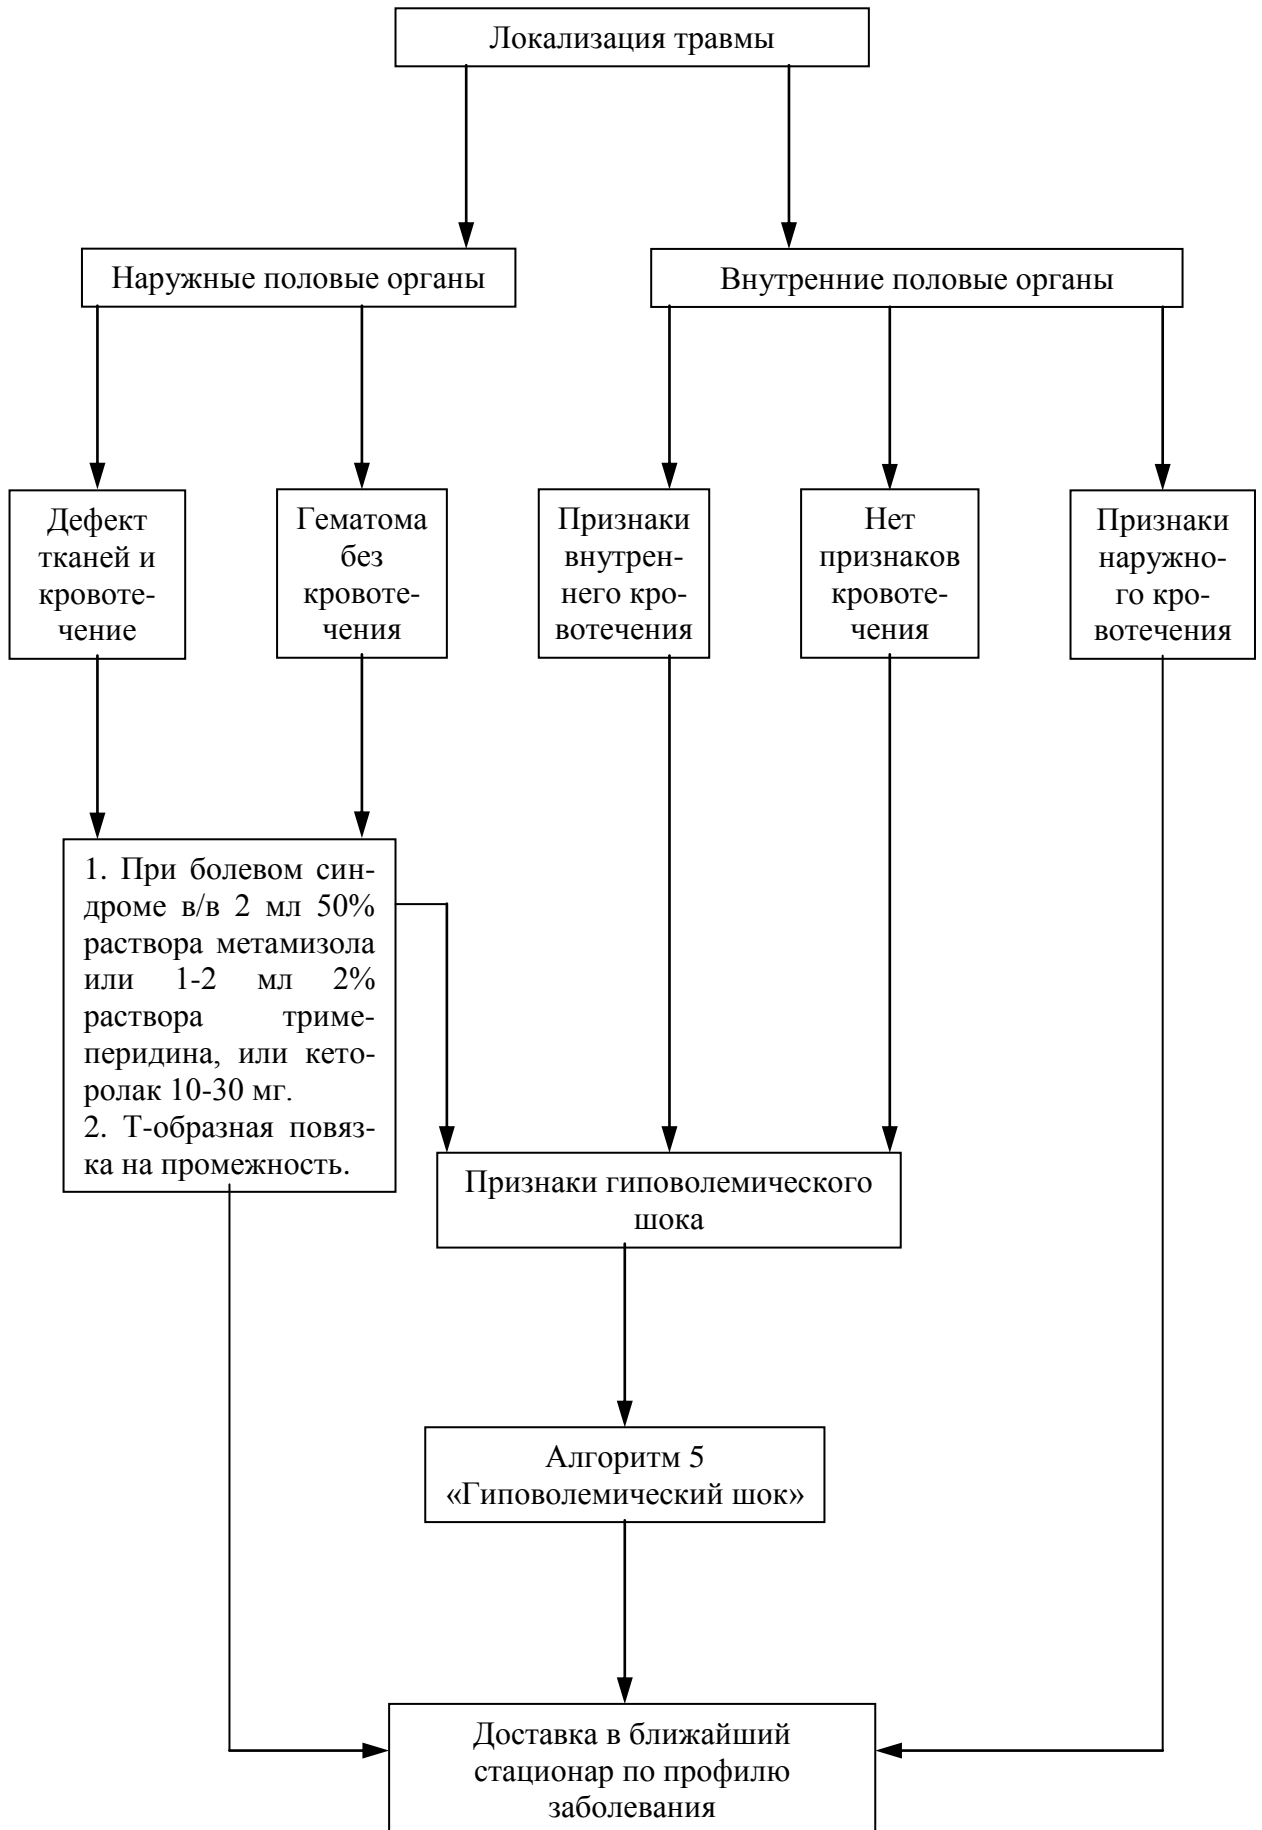 Локализация травмы
Наружные половые органы
Внутренние половые органы
Дефект
тканей и
кровоте-
чение
Гематома
без
кровоте-
чения
Признаки
внутрен-
него кро-
вотечения
Нет
признаков
кровоте-
чения
Признаки
наружно-
го кро-
вотечения
1. При болевом син-
дроме в/в 2 мл 50%
раствора метамизола
или 1-2 мл 2%
раствора триме-
перидина, или кето-
ролак 10-30 мг.
2. Т-образная повяз-
ка на промежность.
Признаки гиповолемического
шока
Алгоритм 5
«Гиповолемический шок»
Доставка в ближайший
стационар по профилю
заболевания